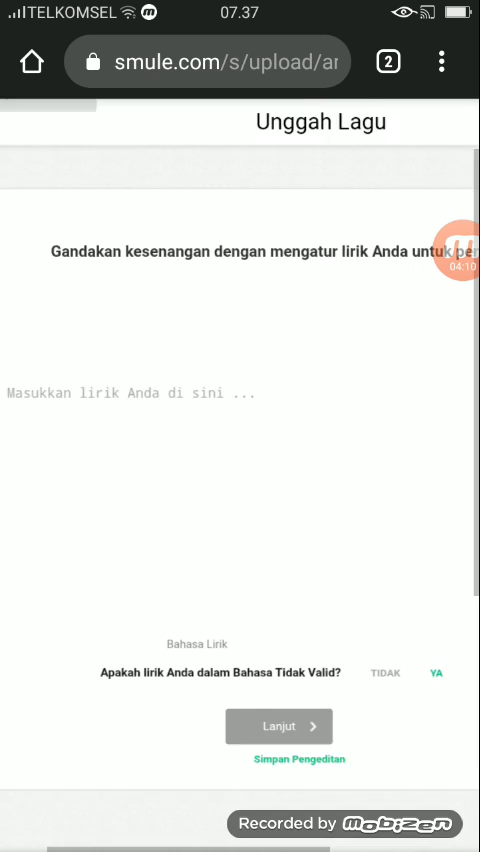 TELKOMSEL 07.37
smule.com/s/upload/ar 2
Unggah Lagu
Gandakan kesenangan dengan mengatur lirik Anda untuk per
04:10
Masukkan lirik Anda di sini ...
Bahasa Lirik
Apakah lirik Anda dalam Bahasa Tidak Valid? TIDAK YA
Lanjut
Simpan Pengeditan
Recorded by Mobizen